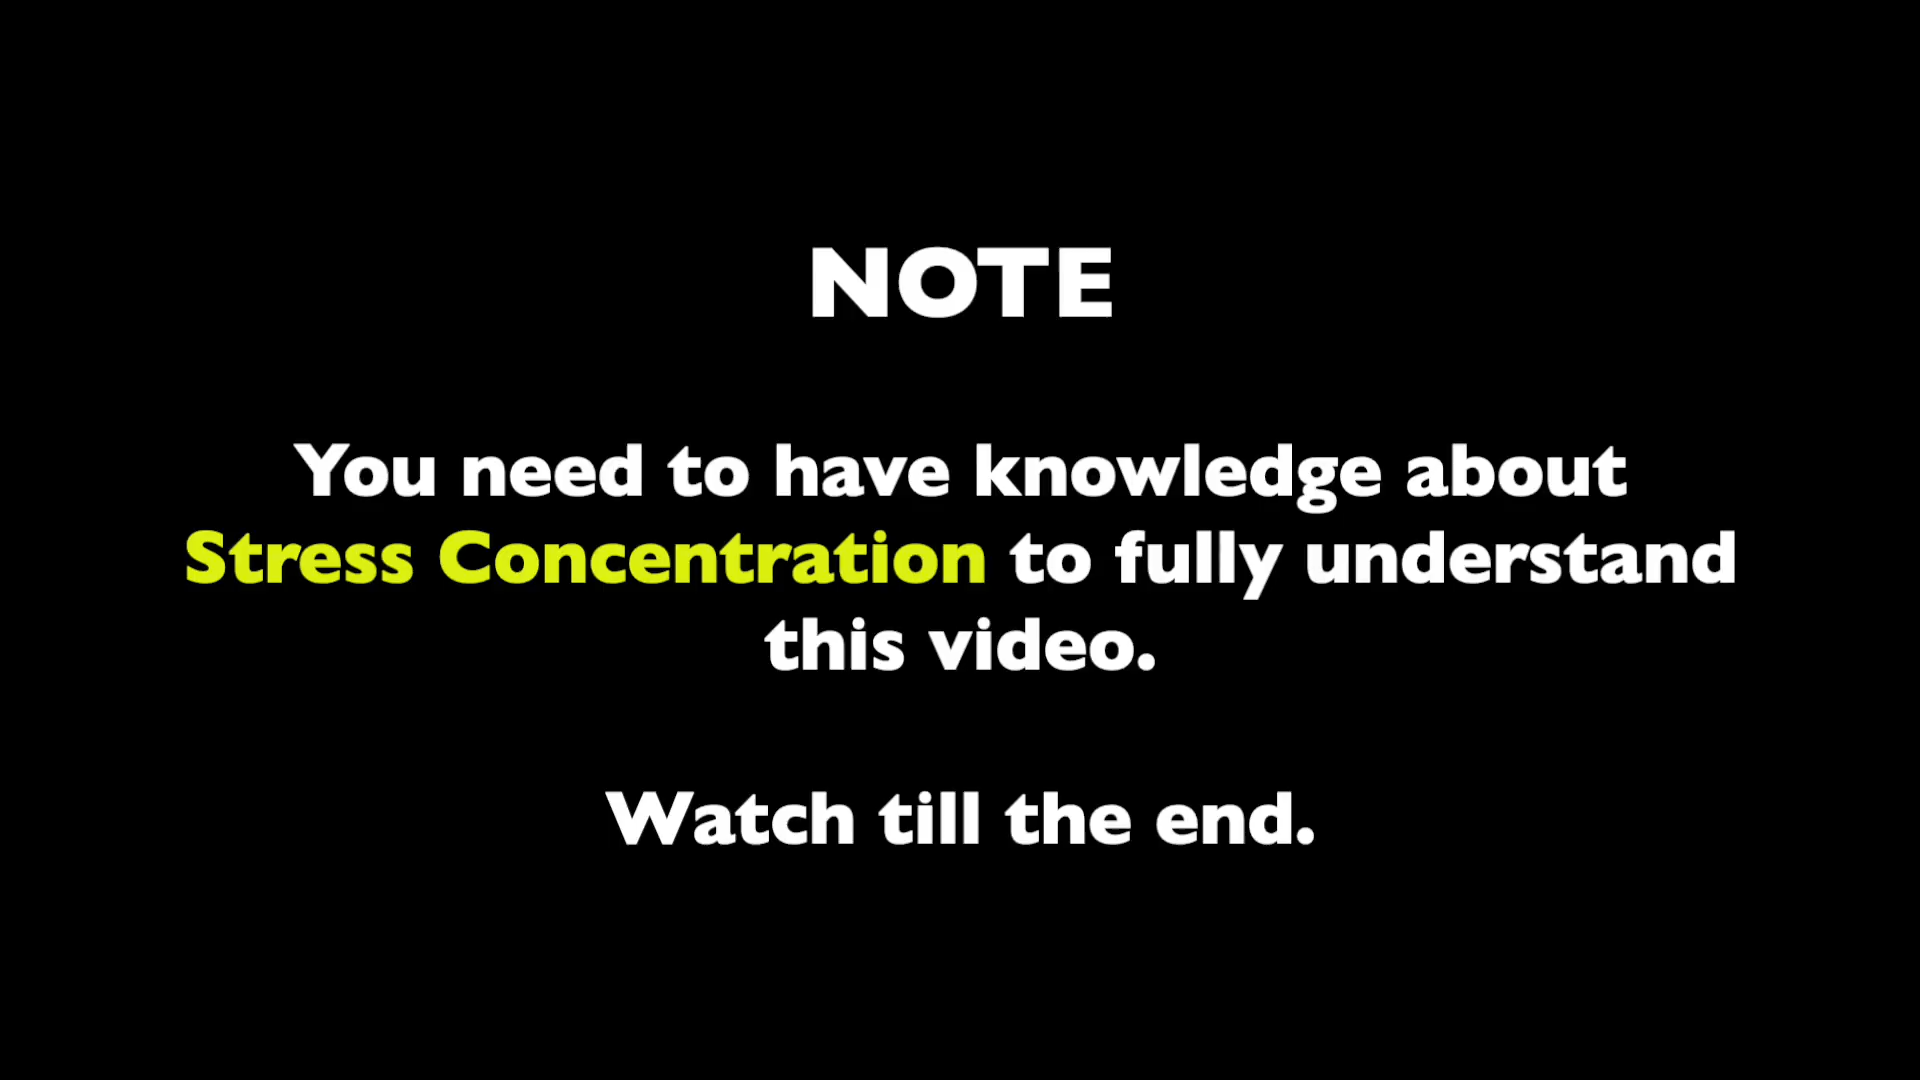 NOTE
You need to have knowledge about
Stress Concentration to fully understand
this video.
Watch till the end.